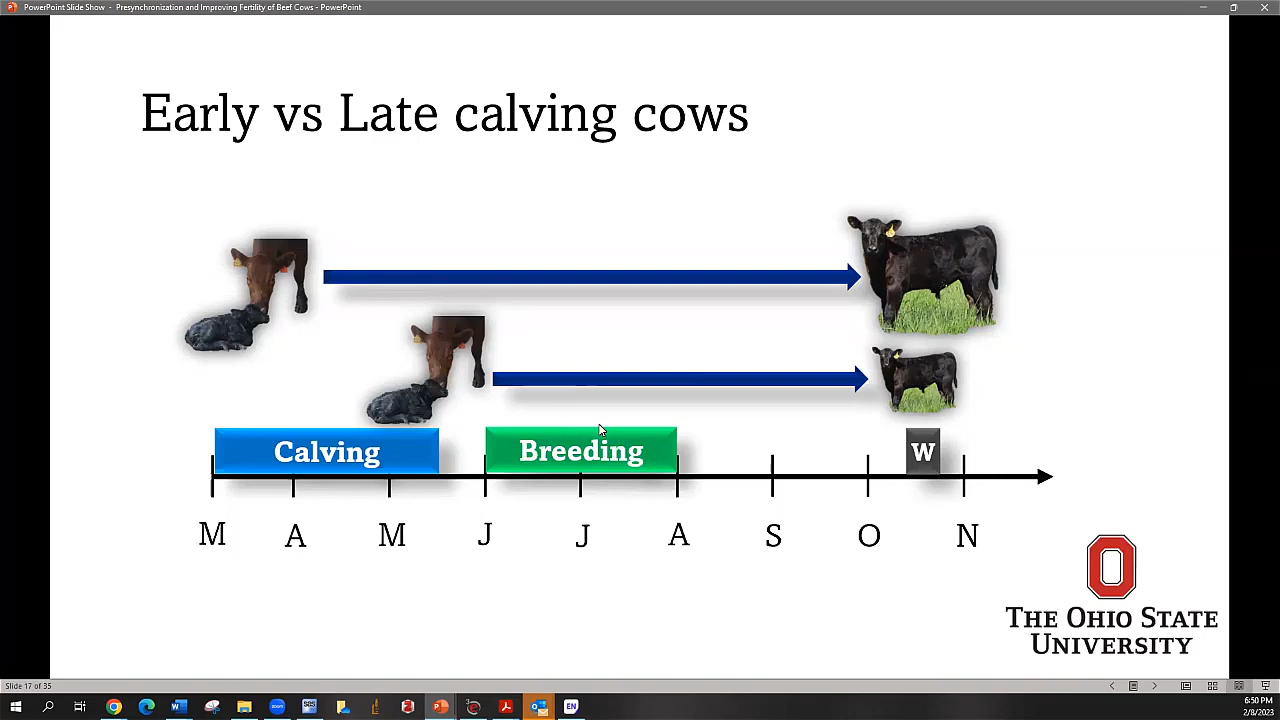 PowerPoint Slide Show - Presynchronization and Improving Fertility of Beef Cows - PowerPoint
Early vs Late calving cows
Calving
Breeding
W
M A M J J A S O N
THE OHIO STATE
UNIVERSITY
Slide 17 of 35
6:50 PM
2/8/2023
EN